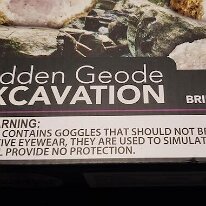 dden Geode
XCAVATION
BRI
ARNING:
CONTAINS GOGGLES THAT SHOULD NOT BE
IVE EYEWEAR, THEY ARE USED TO SIMULAT
L PROVIDE NO PROTECTION.